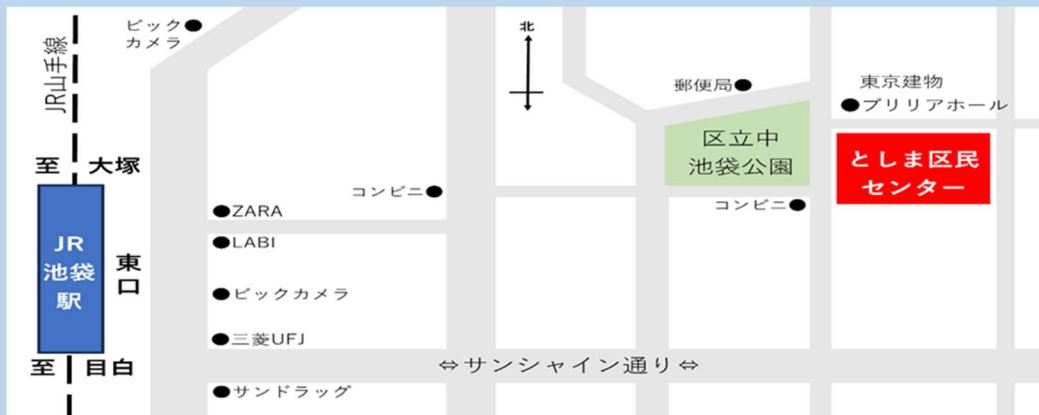 ビック
カメラ
JR山手線
至 大塚
JR
池袋
駅
東口
至 目白
北
郵便局
東京建物
ブリリアホール
区立中
池袋公園
としま区民
センター
コンビニ
コンビニ
ZARA
LABI
ビックカメラ
三菱UFJ
⇔サンシャイン通り⇔
サンドラッグ